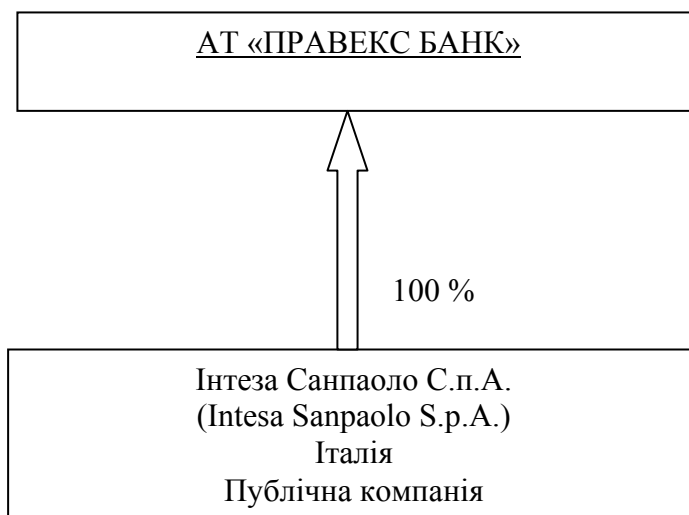 АТ «ПРАВЕКС БАНК»
100 %
Інтеза Санпаоло С.п.А.
(Intesa Sanpaolo S.p.A.)
Італія
Публічна компанія